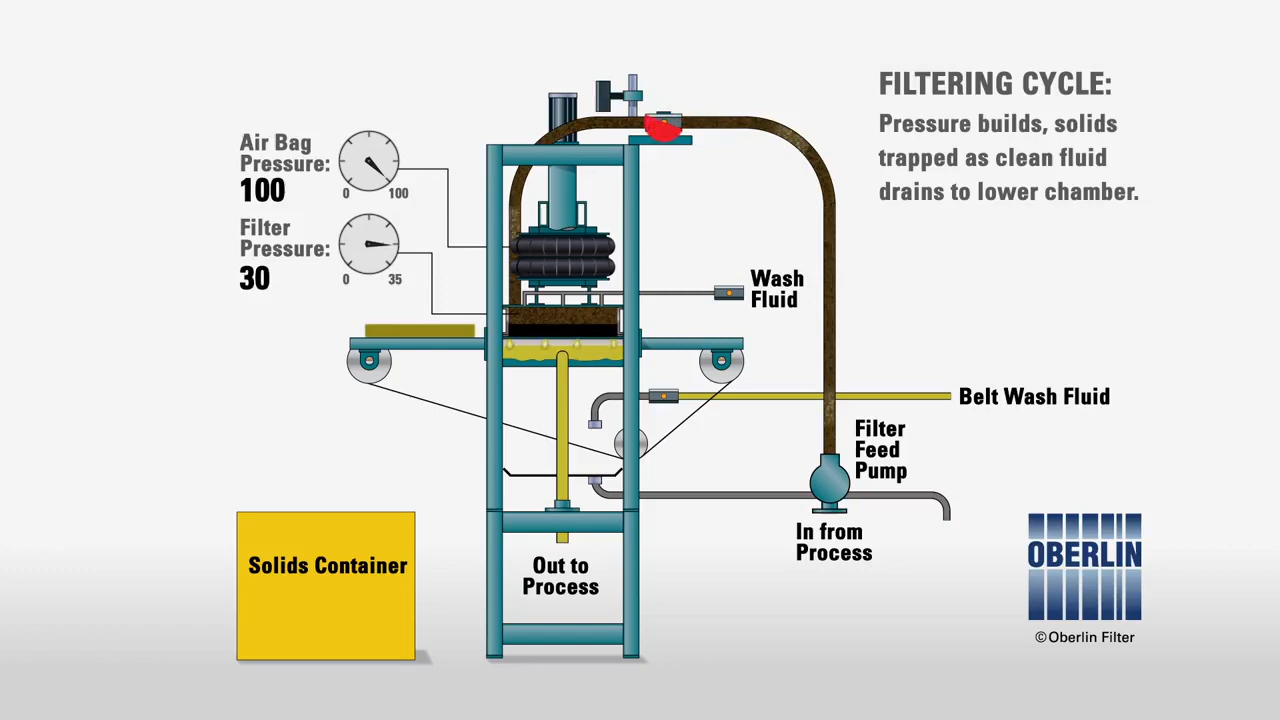 FILTERING CYCLE:
Pressure builds, solids
trapped as clean fluid
drains to lower chamber.
Air Bag
Pressure:
100
0 100
Filter
Pressure:
30
0 35
Wash
Fluid
Belt Wash Fluid
Filter
Feed
Pump
In from
Process
Solids Container
Out to
Process
OBERLIN
©Oberlin Filter